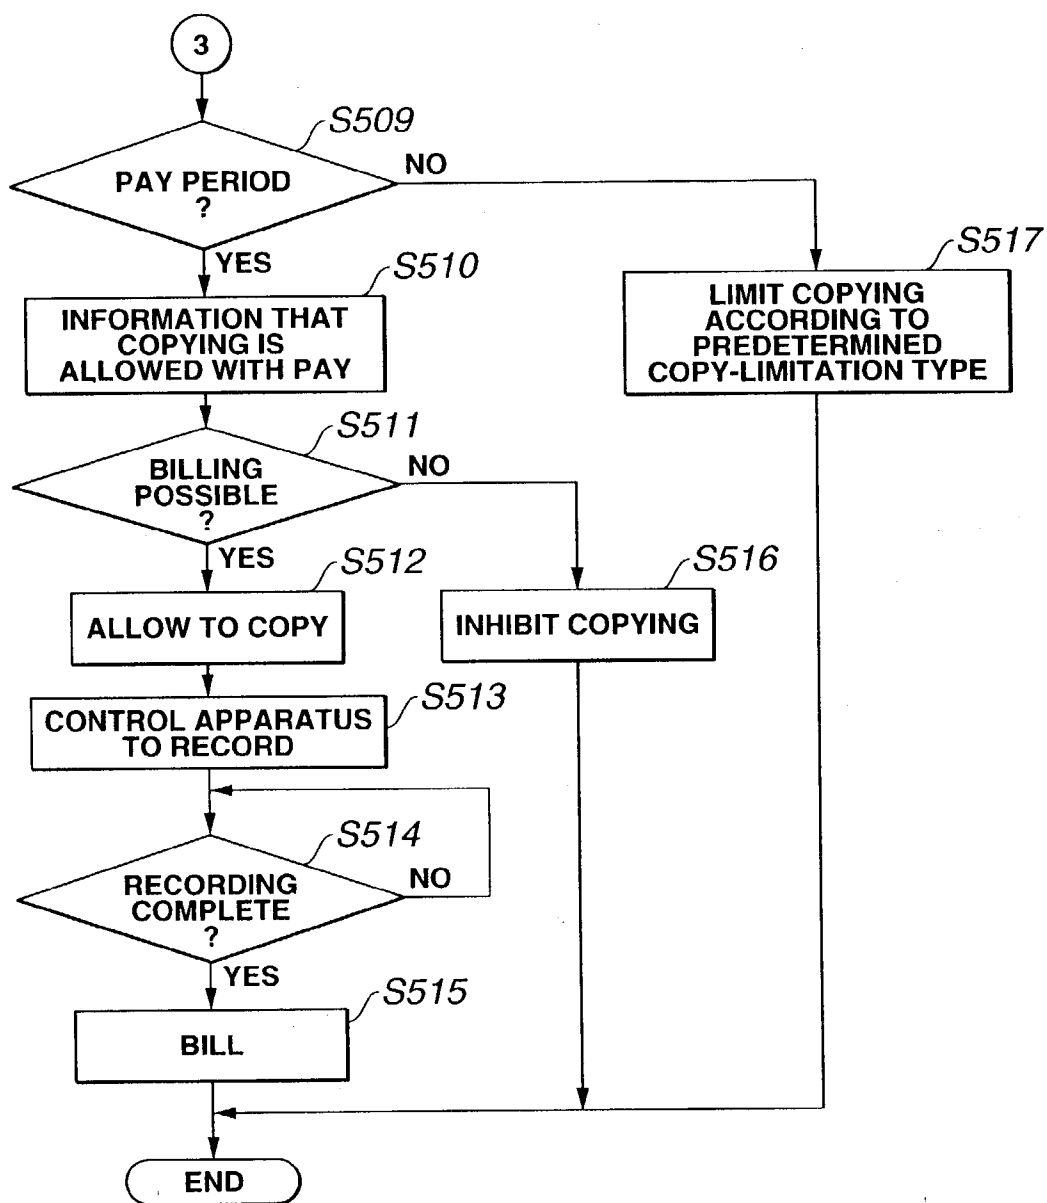 3
S509
PAY PERIOD
?
NO
YES
S510
INFORMATION THAT
COPYING IS
ALLOWED WITH PAY
S517
LIMIT COPYING
ACCORDING TO
PREDETERMINED
COPY-LIMITATION TYPE
S511
BILLING
POSSIBLE
?
NO
YES
S512
ALLOW TO COPY
S516
INHIBIT COPYING
S513
CONTROL APPARATUS
TO RECORD
S514
RECORDING
COMPLETE
?
NO
YES
S515
BILL
END